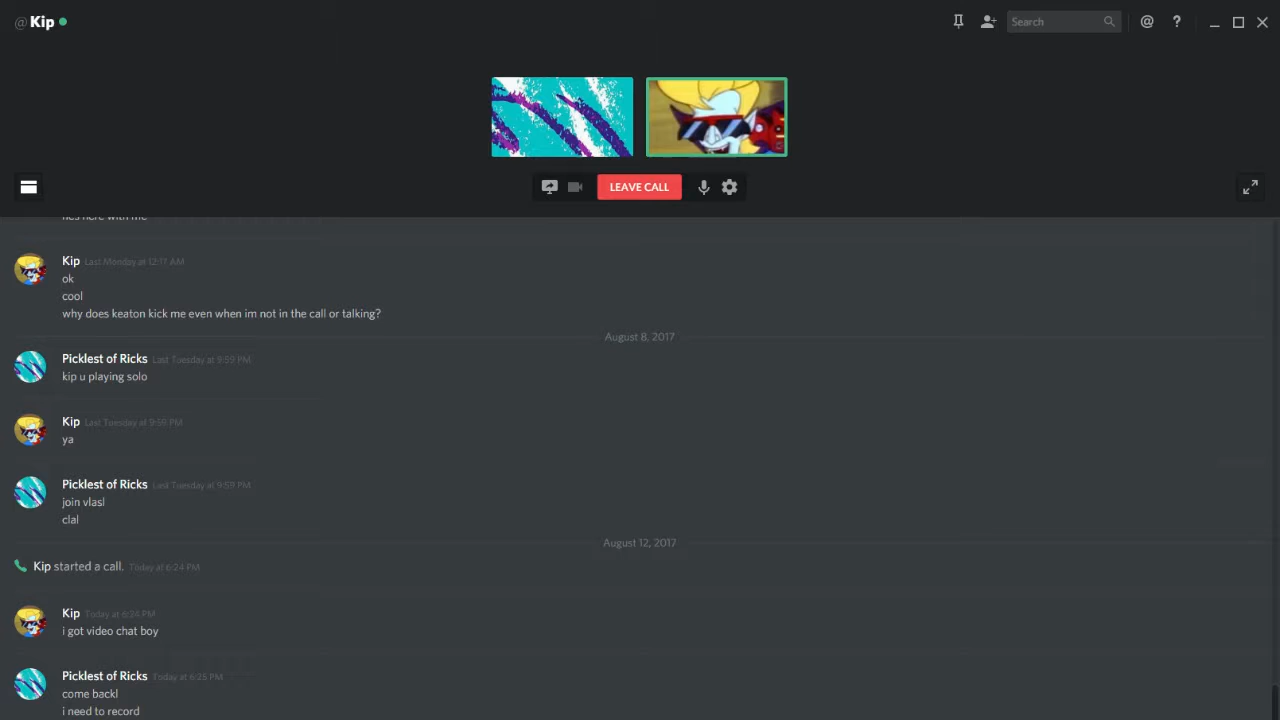 @Kip
Search
@
?
LEAVE CALL
hes here with me
Kip Last Monday at 12:17 AM
ok
cool
why does keaton kick me even when im not in the call or talking?
August 8, 2017
Picklest of Ricks Last Tuesday at 9:59 PM
kip u playing solo
Kip Last Tuesday at 9:59 PM
ya
Picklest of Ricks Last Tuesday at 9:59 PM
join vlasl
clal
August 12, 2017
Kip started a call. Today at 6:24 PM
Kip Today at 6:24 PM
i got video chat boy
Picklest of Ricks Today at 6:25 PM
come backl
i need to record